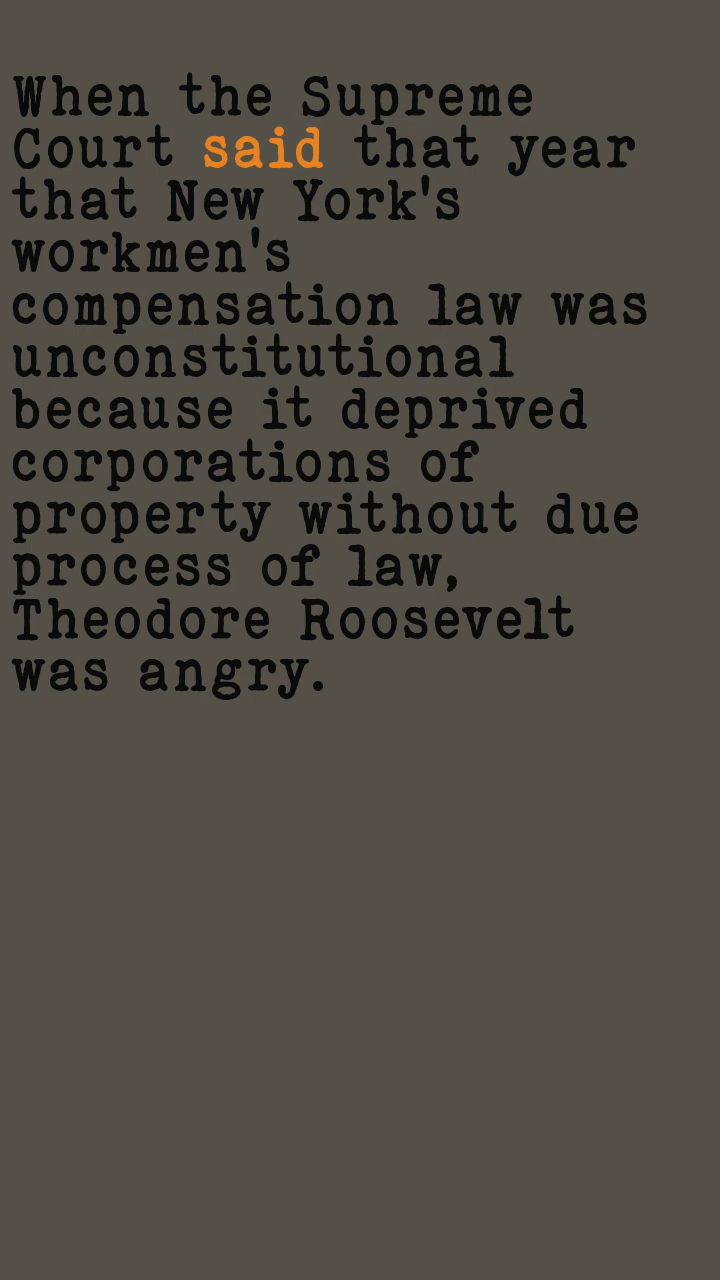 When the Supreme
Court said that year
that New York's
workmen's
compensation law was
unconstitutional
because it deprived
corporations of
property without due
process of law,
Theodore Roosevelt
was angry.